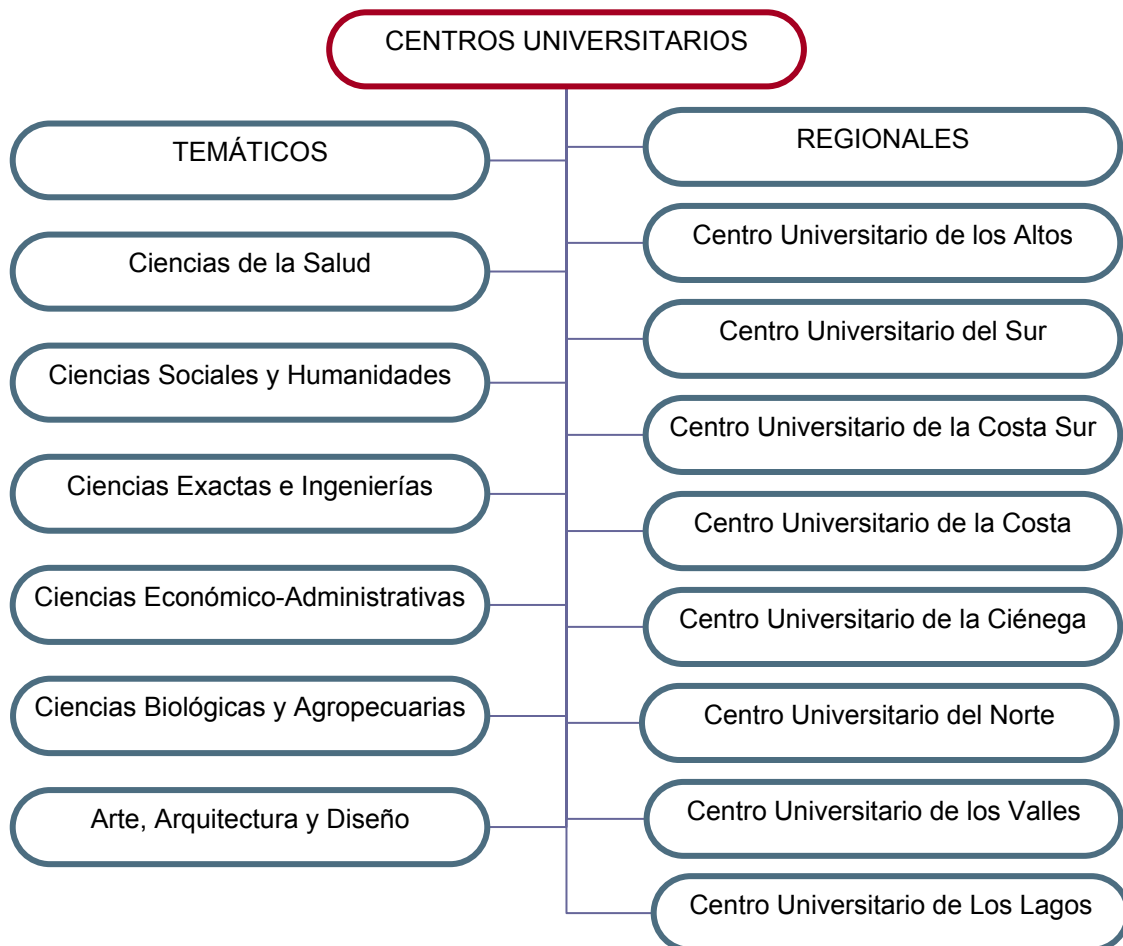 CENTROS UNIVERSITARIOS
TEMÁTICOS
Ciencias de la Salud
Ciencias Sociales y Humanidades
Ciencias Exactas e Ingenierías
Ciencias Económico-Administrativas
Ciencias Biológicas y Agropecuarias
Arte, Arquitectura y Diseño
REGIONALES
Centro Universitario de los Altos
Centro Universitario del Sur
Centro Universitario de la Costa Sur
Centro Universitario de la Costa
Centro Universitario de la Ciénega
Centro Universitario del Norte
Centro Universitario de los Valles
Centro Universitario de Los Lagos